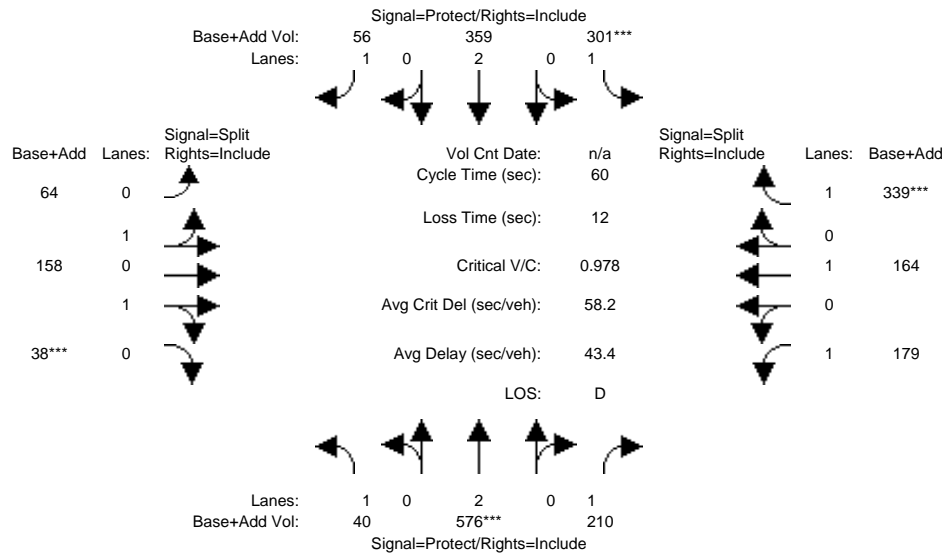 Signal=Protect/Rights=Include
Base+Add Vol: 56 359 301***
Lanes: 1 0 2 0 1
Signal=Split Signal=Split
Base+Add Lanes: Rights=Include Vol Cnt Date: n/a Rights=Include Lanes: Base+Add
Cycle Time (sec): 60
64 0 1 339***
Loss Time (sec): 12
1 0
158 0 Critical V/C: 0.978 1 164
1 Avg Crit Del (sec/veh): 58.2 0
38*** 0 Avg Delay (sec/veh): 43.4 1 179
LOS: D
Lanes: 1 0 2 0 1
Base+Add Vol: 40 576*** 210
Signal=Protect/Rights=Include